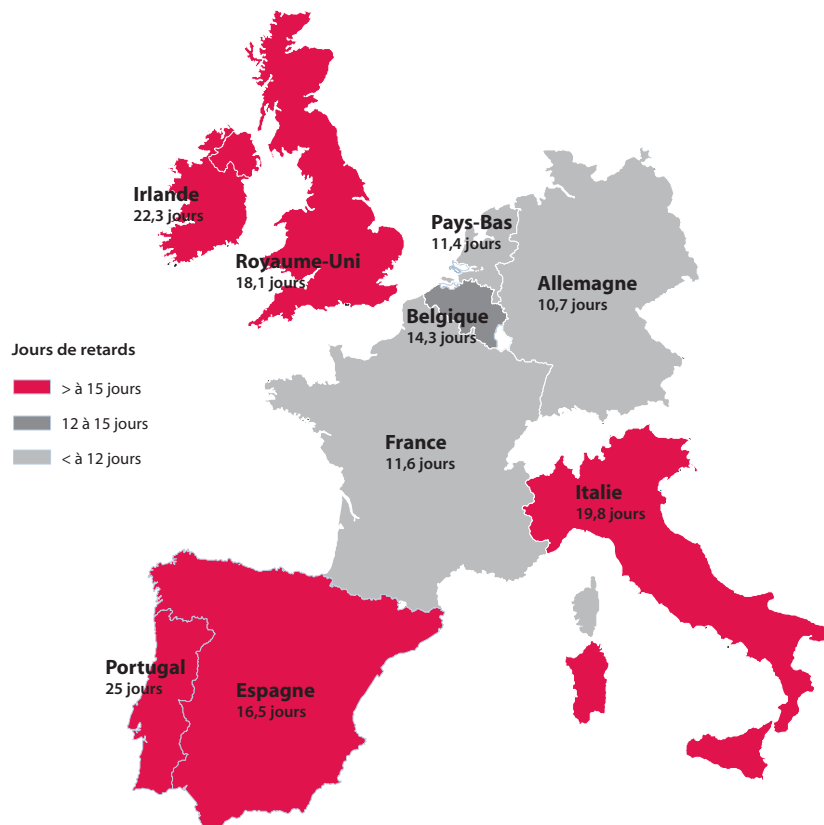 Irlande
22,3 jours
Royaume-Uni
18,1 jours
Pays-Bas
11,4 jours
Allemagne
10,7 jours
Belgique
14,3 jours
Jours de retards
> à 15 jours
12 à 15 jours
< à 12 jours
France
11,6 jours
Italie
19,8 jours
Portugal
25 jours
Espagne
16,5 jours